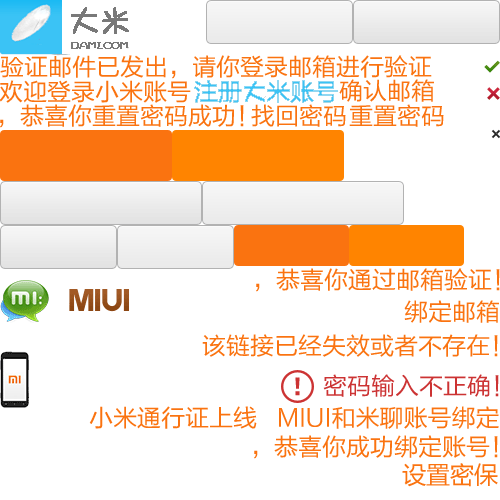 大米
DAMI.COM
验证邮件已发出，请你登录邮箱进行验证
欢迎登录小米账号 注册大米账号 确认邮箱
，恭喜你重置密码成功！找回密码 重置密码
，恭喜你通过邮箱验证！
mi: MIUI
绑定邮箱
该链接已经失效或者不存在！
mi
密码输入不正确！
小米通行证上线 MIUI和米聊账号绑定
，恭喜你成功绑定账号！
设置密保